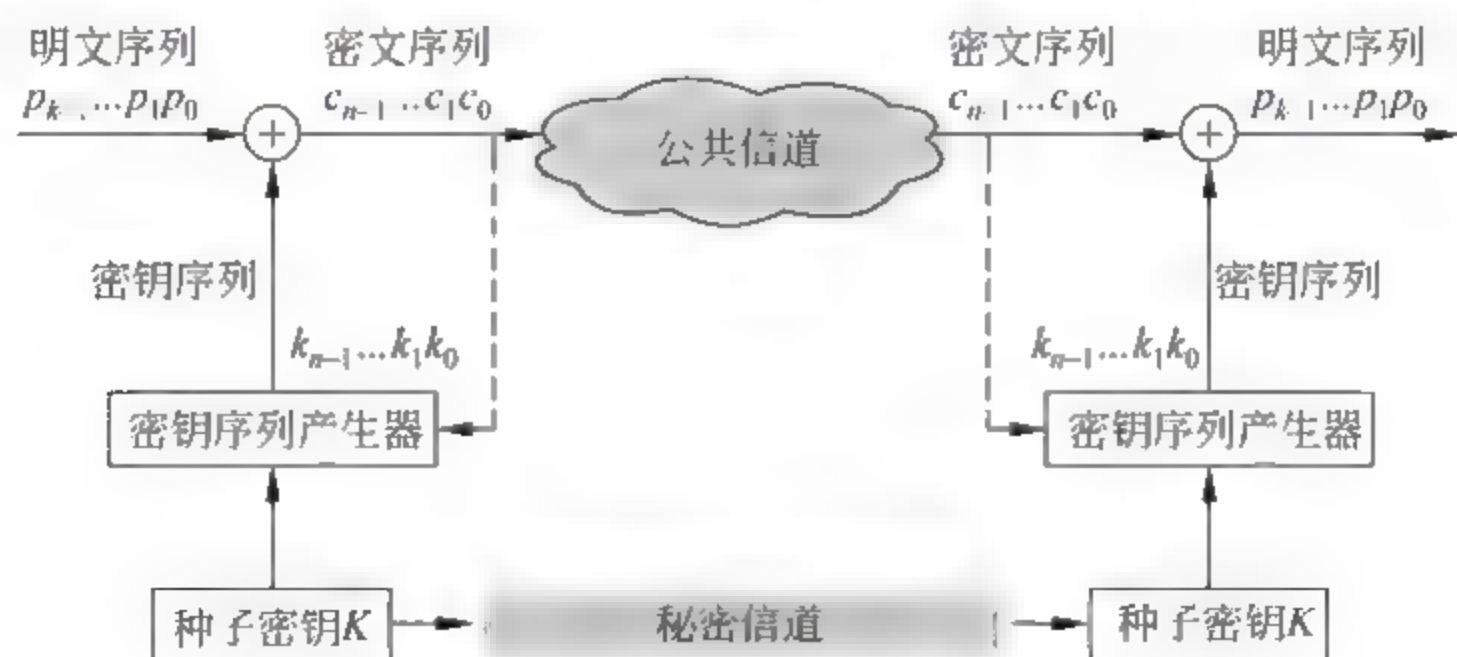 明文序列
密文序列
密文序列
明文序列
p_{k-1}...p_1p_0
c_{n-1}...c_1c_0
c_{n-1}...c_1c_0
p_{k-1}...p_1p_0
+
公共信道
+
密钥序列
密钥序列
k_{n-1}...k_1k_0
k_{n-1}...k_1k_0
密钥序列产生器
密钥序列产生器
种子密钥K
秘密信道
种子密钥K